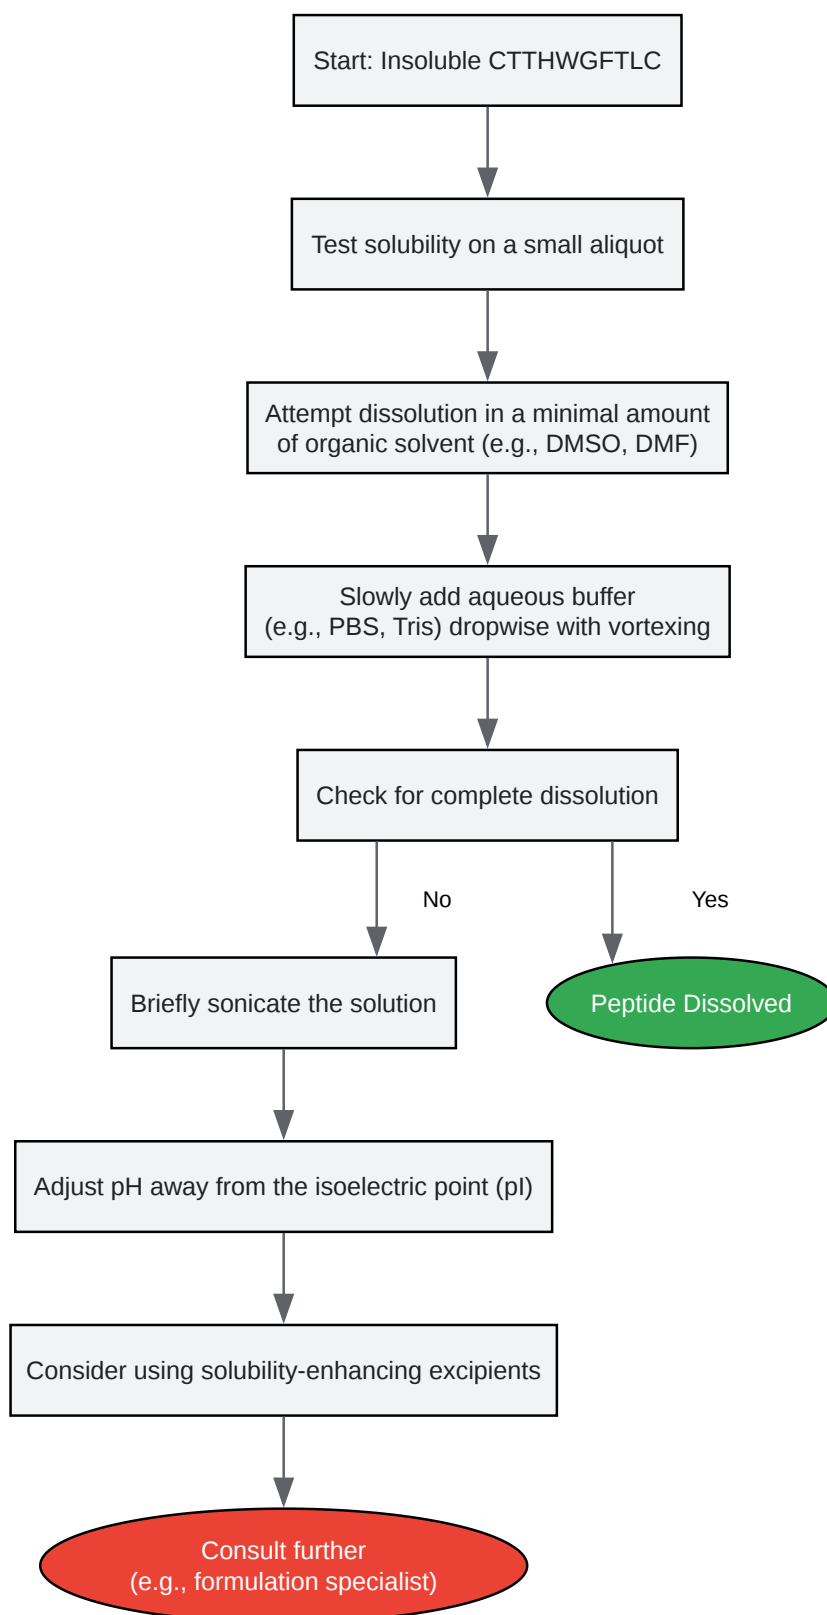 Start: Insoluble CTTHWGFTLC
Test solubility on a small aliquot
Attempt dissolution in a minimal amount
of organic solvent (e.g., DMSO, DMF)
Slowly add aqueous buffer
(e.g., PBS, Tris) dropwise with vortexing
Check for complete dissolution
No
Yes
Briefly sonicate the solution
Peptide Dissolved
Adjust pH away from the isoelectric point (pI)
Consider using solubility-enhancing excipients
Consult further
(e.g., formulation specialist)